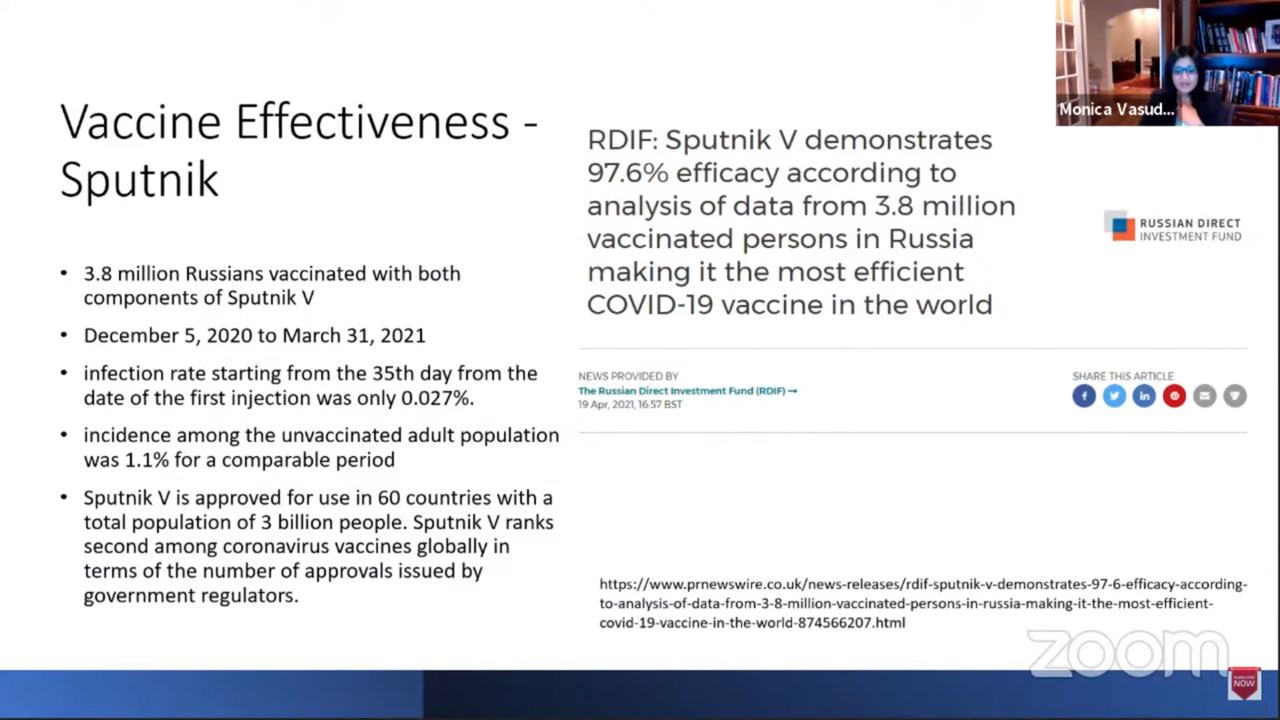 Monica Vasud...
Vaccine Effectiveness -
Sputnik
• 3.8 million Russians vaccinated with both
components of Sputnik V
• December 5, 2020 to March 31, 2021
• infection rate starting from the 35th day from the
date of the first injection was only 0.027%.
• incidence among the unvaccinated adult population
was 1.1% for a comparable period
• Sputnik V is approved for use in 60 countries with a
total population of 3 billion people. Sputnik V ranks
second among coronavirus vaccines globally in
terms of the number of approvals issued by
government regulators.
RDIF: Sputnik V demonstrates
97.6% efficacy according to
analysis of data from 3.8 million
vaccinated persons in Russia
making it the most efficient
COVID-19 vaccine in the world
RUSSIAN DIRECT
INVESTMENT FUND
NEWS PROVIDED BY
The Russian Direct Investment Fund (RDIF) →
19 Apr, 2021, 16:57 BST
SHARE THIS ARTICLE
https://www.prnewswire.co.uk/news-releases/rdif-sputnik-v-demonstrates-97-6-efficacy-according-
to-analysis-of-data-from-3-8-million-vaccinated-persons-in-russia-making-it-the-most-efficient-
covid-19-vaccine-in-the-world-874566207.html
zoom
SUBSCRIBE
NOW